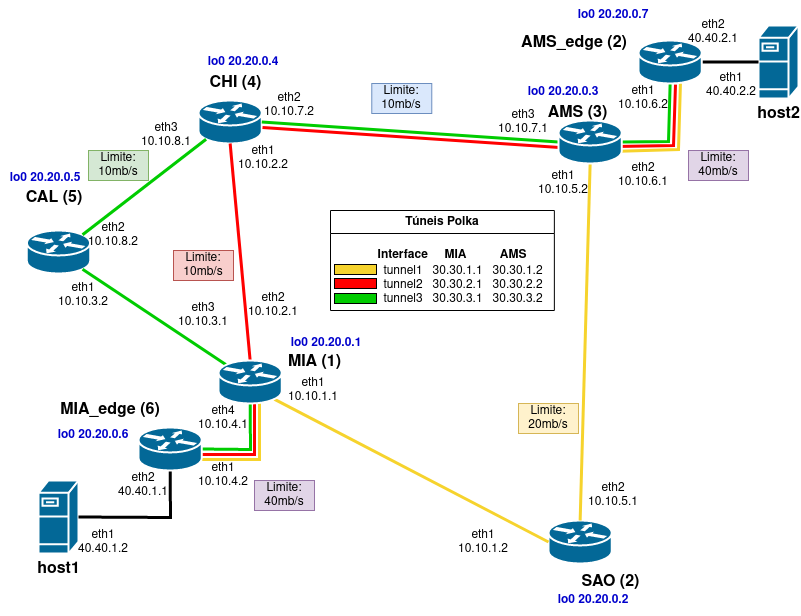 lo0 20.20.0.7
eth2
40.40.2.1
AMS_edge (2)
eth1
40.40.2.2
host2
eth1
10.10.6.2
lo0 20.20.0.4
CHI (4)
eth2
10.10.7.2
Limite:
10mb/s
lo0 20.20.0.3
AMS (3)
eth3
10.10.7.1
eth3
10.10.8.1
eth1
10.10.2.2
Limite:
10mb/s
eth1
10.10.5.2
eth2
10.10.6.1
Limite:
40mb/s
lo0 20.20.0.5
CAL (5)
eth2
10.10.8.2
eth1
10.10.3.2
Limite:
10mb/s
Túneis Polka
Interface MIA AMS
tunnel1 30.30.1.1 30.30.1.2
tunnel2 30.30.2.1 30.30.2.2
tunnel3 30.30.3.1 30.30.3.2
eth3
10.10.3.1
eth2
10.10.2.1
lo0 20.20.0.1
MIA (1)
eth1
10.10.1.1
MIA_edge (6)
lo0 20.20.0.6
eth4
10.10.4.1
eth1
10.10.4.2
Limite:
40mb/s
eth2
40.40.1.1
eth1
40.40.1.2
host1
Limite:
20mb/s
eth2
10.10.5.1
eth1
10.10.1.2
SAO (2)
lo0 20.20.0.2